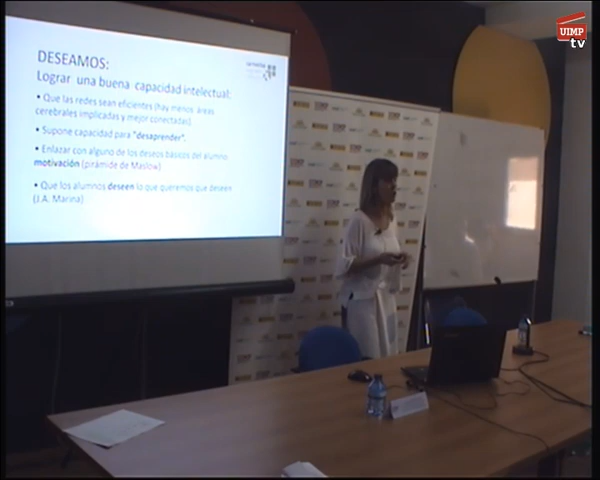 UIMP
tv
DESEAMOS:
Lograr una buena capacidad intelectual:
• Que las redes sean eficientes (hay menos áreas
cerebrales implicadas y mejor conectadas).
• Supone capacidad para "desaprender".
• Enlazar con alguno de los deseos básicos del alumno
motivación (pirámide de Maslow)
• Que los alumnos deseen lo que queremos que deseen
(J.A. Marina)